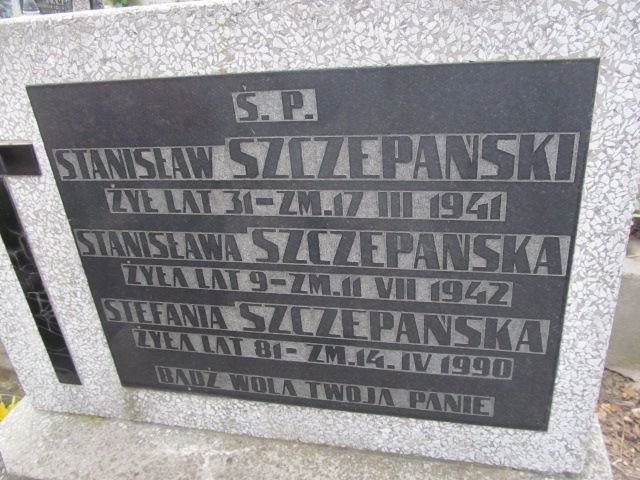 Ś. P.
STANISŁAW SZCZEPAŃSKI
ŻYŁ LAT 31-ZM.17 III 1941
STANISŁAWA SZCZEPAŃSKA
ŻYŁA LAT 9-ZM.11 VII 1942
STEFANIA SZCZEPAŃSKA
ŻYŁA LAT 81-ZM.14.IV 1990
BĄDŹ WOLA TWOJA PANIE